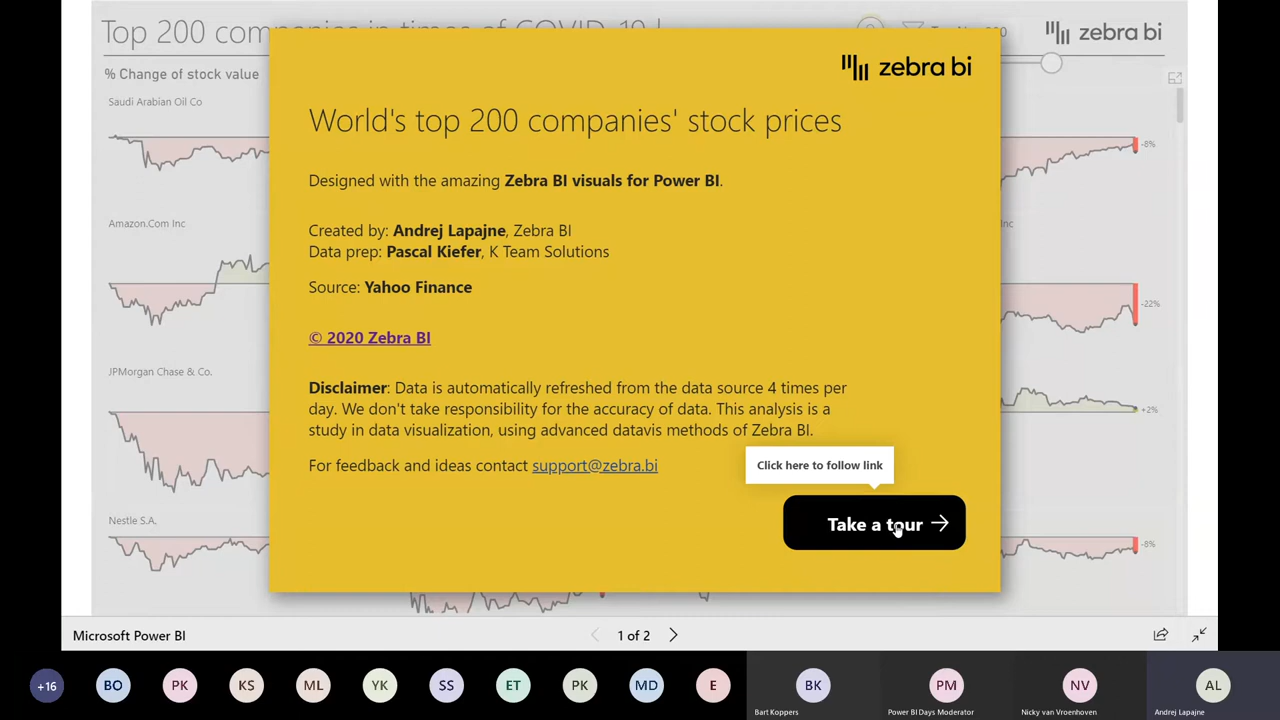 Top 200 companies in times of COVID-19 |
zebra bi
% Change of stock value
Saudi Arabian Oil Co
-8%
Amazon.Com Inc
-22%
JPMorgan Chase & Co.
+2%
Nestle S.A.
-8%
zebra bi
World's top 200 companies' stock prices
Designed with the amazing Zebra BI visuals for Power BI.
Created by: Andrej Lapajne, Zebra BI
Data prep: Pascal Kiefer, K Team Solutions
Source: Yahoo Finance
© 2020 Zebra BI
Disclaimer: Data is automatically refreshed from the data source 4 times per
day. We don't take responsibility for the accuracy of data. This analysis is a
study in data visualization, using advanced datavis methods of Zebra BI.
For feedback and ideas contact support@zebra.bi
Click here to follow link
Take a tour
Microsoft Power BI
1 of 2
+16 BO PK KS ML YK SS ET PK MD E BK PM NV AL
Bart Koppers Power BI Days Moderator Nicky van Vroenhoven Andrej Lapajne